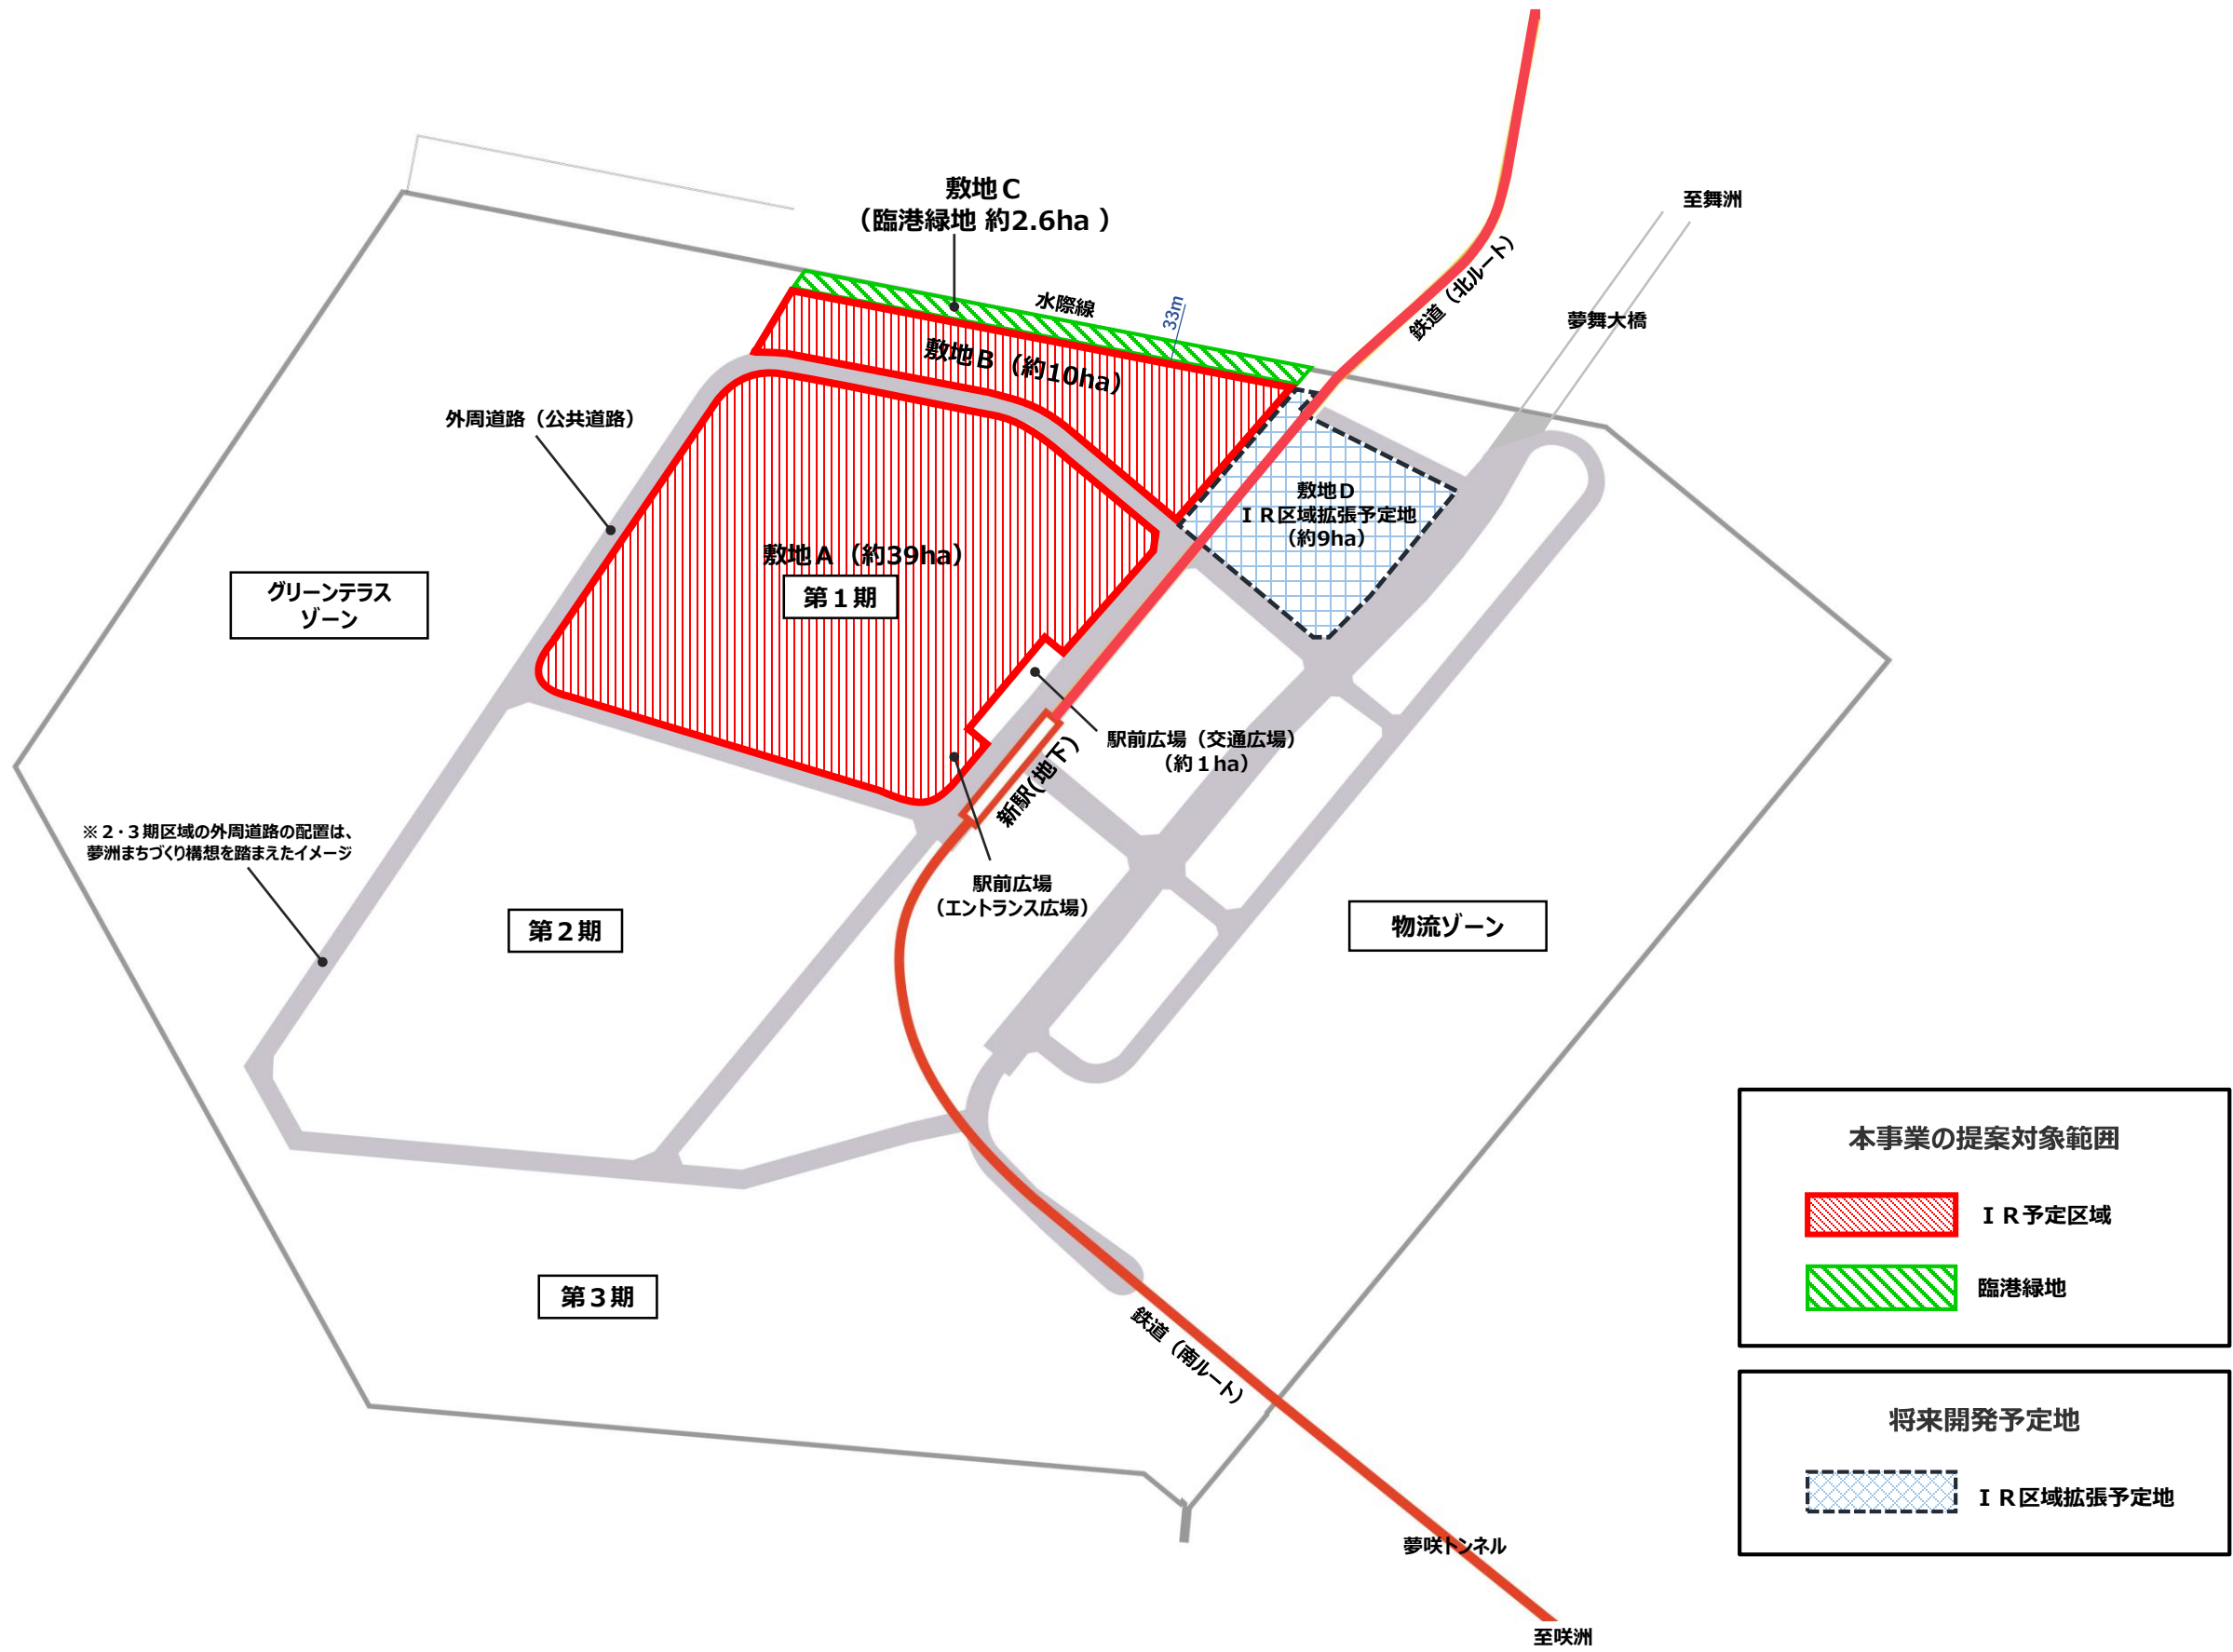 敷地Ｃ
（臨港緑地 約2.6ha ）
至舞洲
水際線
33m
鉄道（北ルート）
夢舞大橋
敷地Ｂ（約10ha）
外周道路（公共道路）
敷地Ｄ
ＩＲ区域拡張予定地
（約9ha）
敷地Ａ（約39ha）
第１期
グリーンテラス
ゾーン
駅前広場（交通広場）
（約１ha）
新駅(地下)
※２・３期区域の外周道路の配置は、
夢洲まちづくり構想を踏まえたイメージ
駅前広場
（エントランス広場）
第２期
物流ゾーン
第３期
鉄道（南ルート）
本事業の提案対象範囲
ＩＲ予定区域
臨港緑地
将来開発予定地
ＩＲ区域拡張予定地
夢咲トンネル
至咲洲